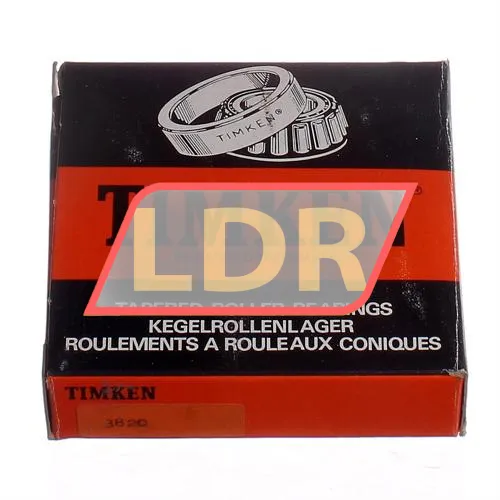 TIMKEN®
TIMKEN®
LDR
TAPERED ROLLER BEARINGS
KEGELROLLENLAGER
ROULEMENTS A ROULEAUX CONIQUES
TIMKEN
3820